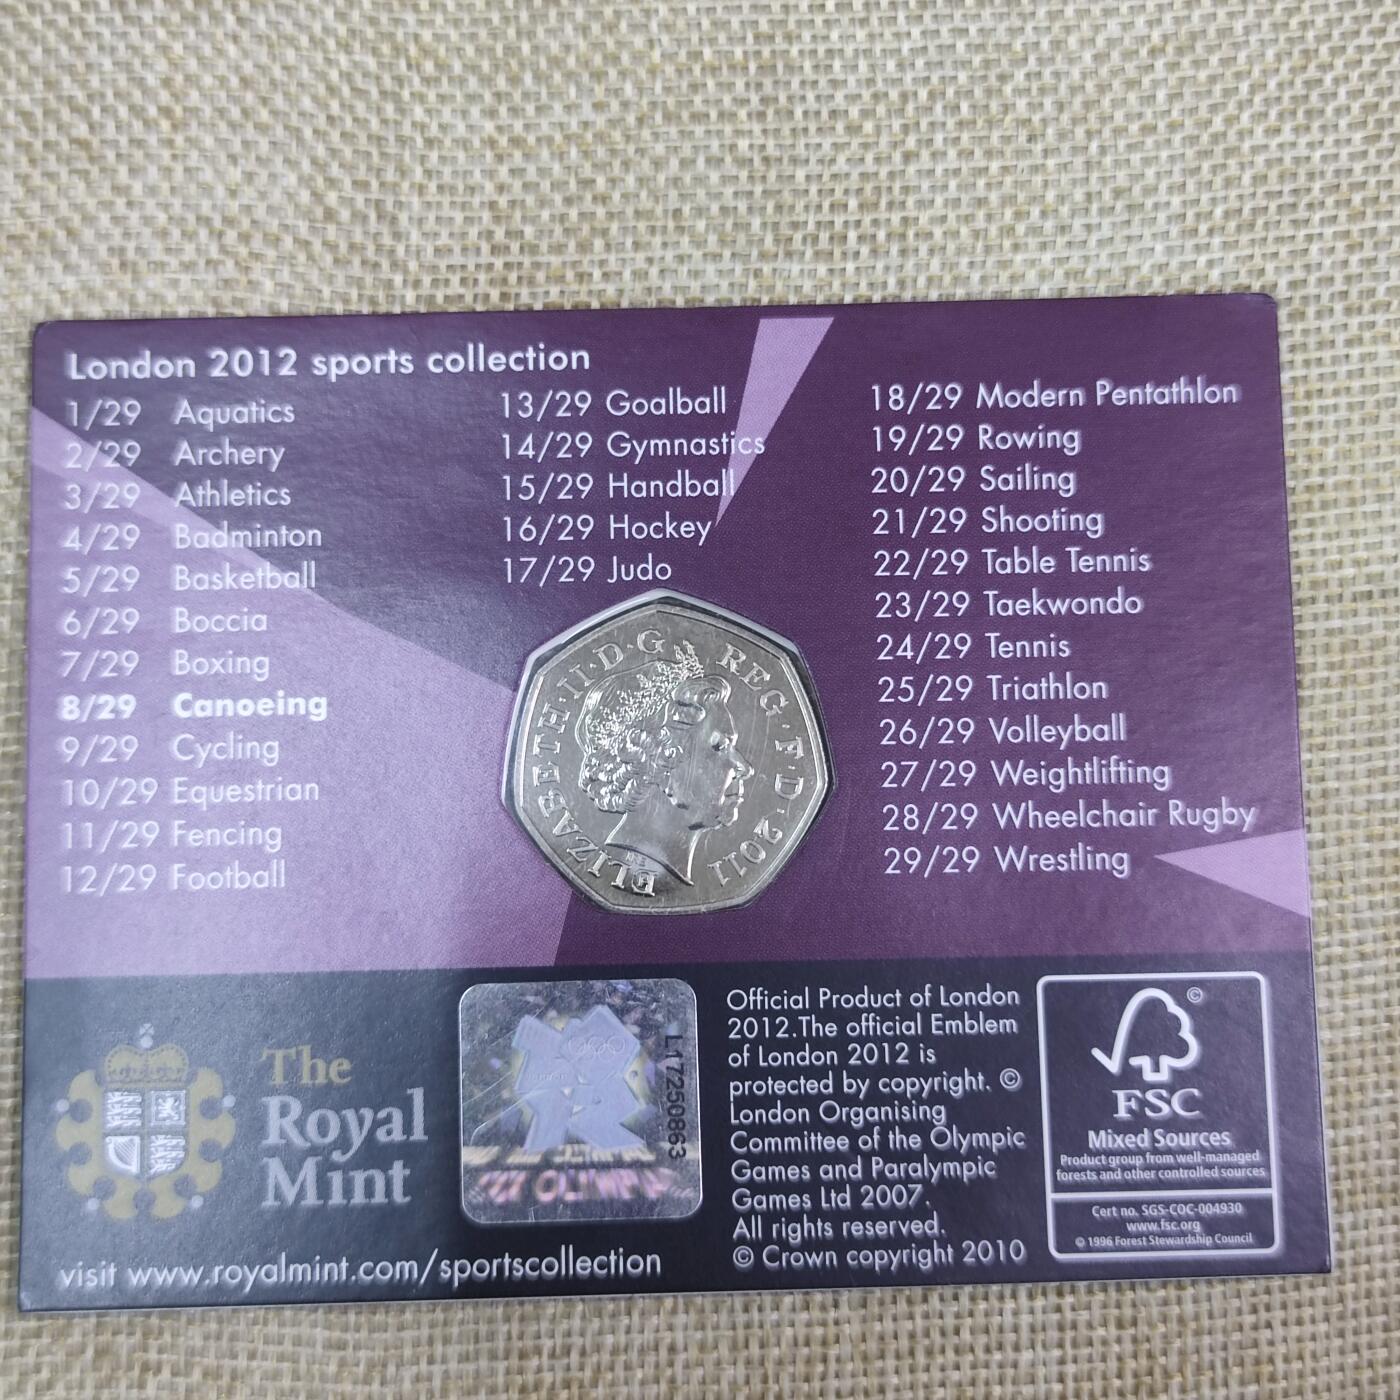 London 2012 sports collection
1/29 Aquatics
2/29 Archery
3/29 Athletics
4/29 Badminton
5/29 Basketball
6/29 Boccia
7/29 Boxing
8/29 Canoeing
9/29 Cycling
10/29 Equestrian
11/29 Fencing
12/29 Football
13/29 Goalball
14/29 Gymnastics
15/29 Handball
16/29 Hockey
17/29 Judo
18/29 Modern Pentathlon
19/29 Rowing
20/29 Sailing
21/29 Shooting
22/29 Table Tennis
23/29 Taekwondo
24/29 Tennis
25/29 Triathlon
26/29 Volleyball
27/29 Weightlifting
28/29 Wheelchair Rugby
29/29 Wrestling
ELIZABETH·II·D·G REG·F·D·2011
The
Royal
Mint
visit www.royalmint.com/sportscollection
L17250863
Official Product of London
2012.The official Emblem
of London 2012 is
protected by copyright. ©
London Organising
Committee of the Olympic
Games and Paralympic
Games Ltd 2007.
All rights reserved.
© Crown copyright 2010
©
FSC
Mixed Sources
Product group from well-managed
forests and other controlled sources
Cert no. SGS-COC-004930
www.fsc.org
© 1996 Forest Stewardship Council